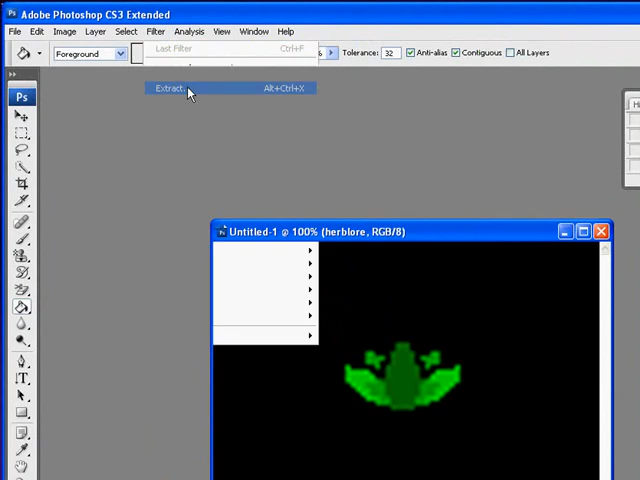 Adobe Photoshop CS3 Extended
File Edit Image Layer Select Filter Analysis View Window Help
Foreground % Tolerance: 32 Anti-alias Contiguous All Layers
Last Filter Ctrl+F
Extract... Alt+Ctrl+X
Ps
Untitled-1 @ 100% (herblore, RGB/8)